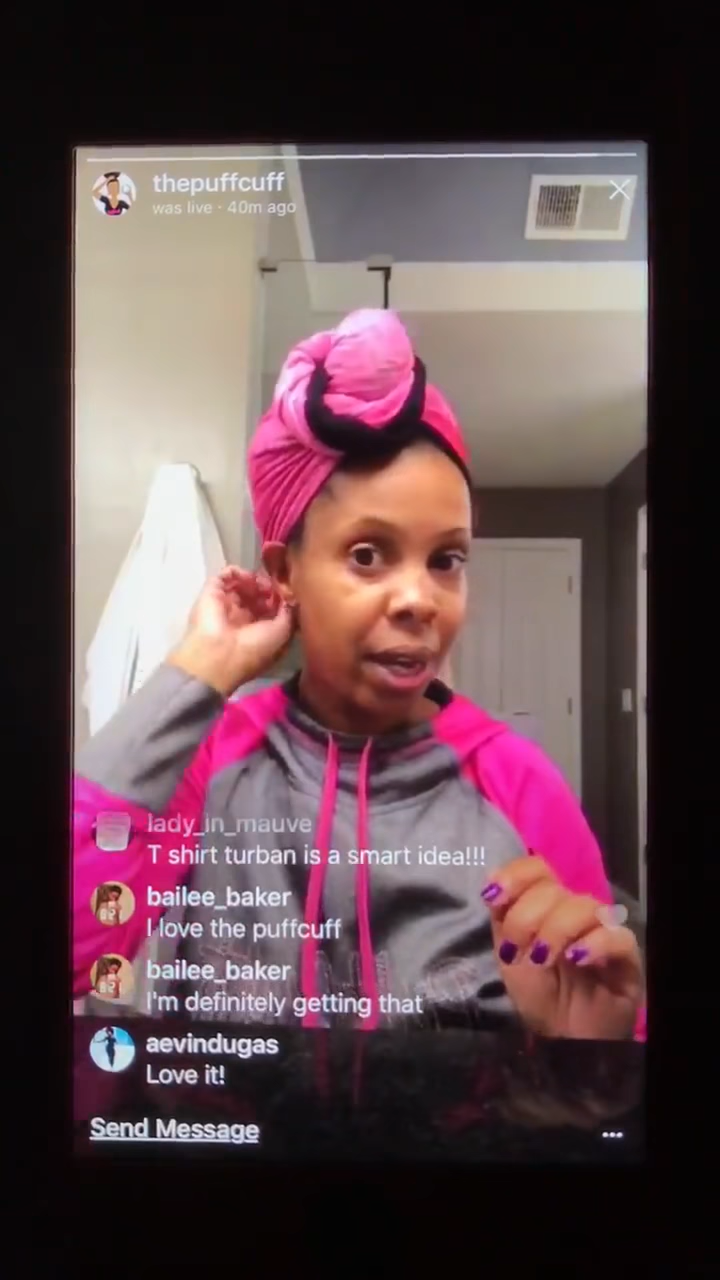 thepuffcuff
was live · 40m ago
lady_in_mauve
T shirt turban is a smart idea!!!
bailee_baker
I love the puffcuff
bailee_baker
I'm definitely getting that
aevindugas
Love it!
Send Message